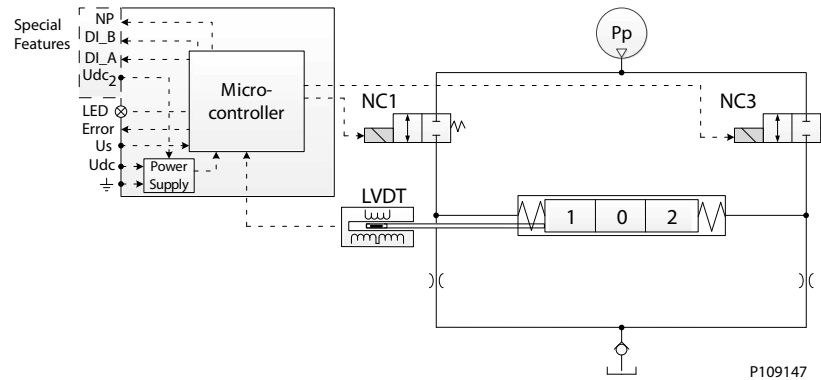 Special
Features
NP
DI_B
DI_A
Udc2
LED
Error
Us
Udc
Micro-
controller
Power
Supply
Pp
NC1
NC3
LVDT
1 0 2
P109147